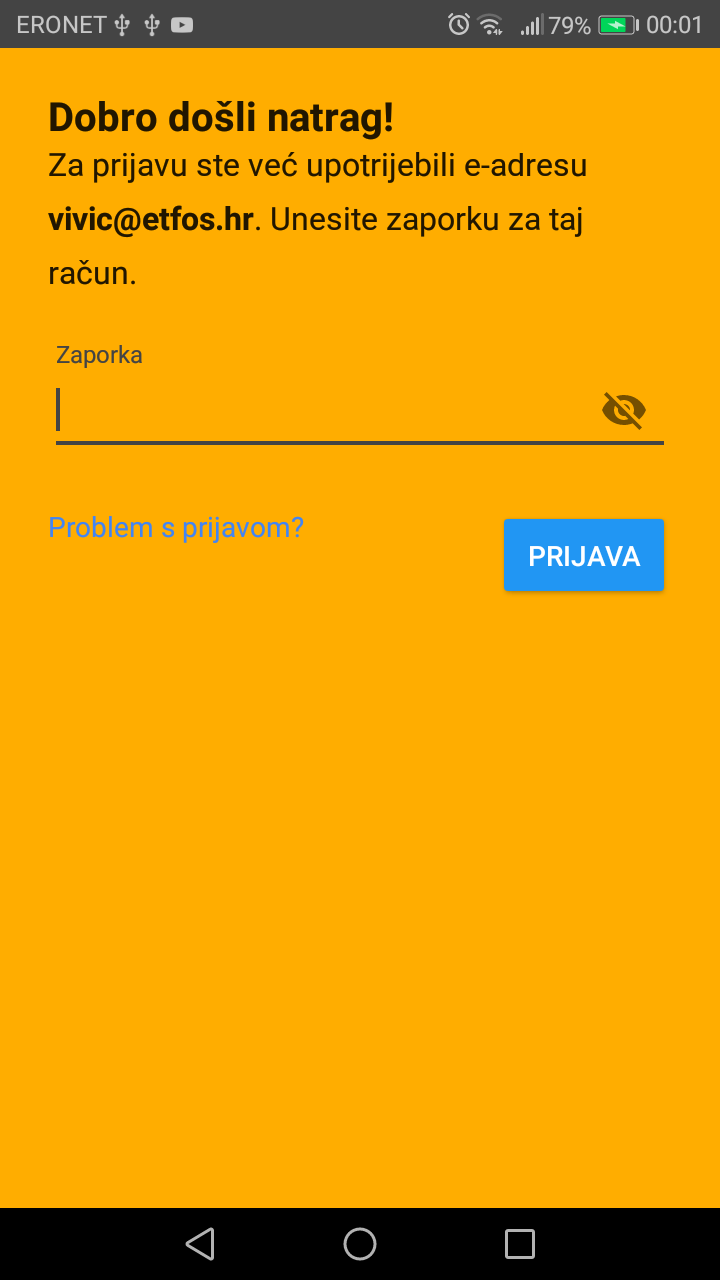 ERONET 79% 00:01
Dobro došli natrag!
Za prijavu ste već upotrijebili e-adresu
vivic@etfos.hr. Unesite zaporku za taj
račun.
Zaporka
Problem s prijavom?
PRIJAVA